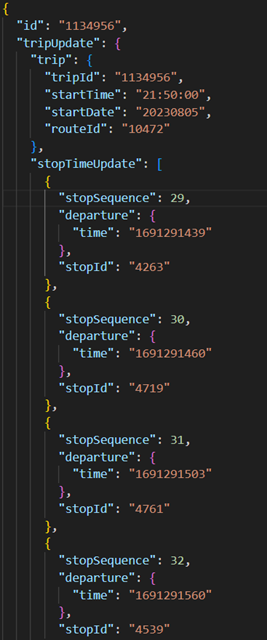 {
"id": "1134956",
"tripUpdate": {
"trip": {
"tripId": "1134956",
"startTime": "21:50:00",
"startDate": "20230805",
"routeId": "10472"
},
"stopTimeUpdate": [
{
"stopSequence": 29,
"departure": {
"time": "1691291439"
},
"stopId": "4263"
},
{
"stopSequence": 30,
"departure": {
"time": "1691291460"
},
"stopId": "4719"
},
{
"stopSequence": 31,
"departure": {
"time": "1691291503"
},
"stopId": "4761"
},
{
"stopSequence": 32,
"departure": {
"time": "1691291560"
},
"stopId": "4539"